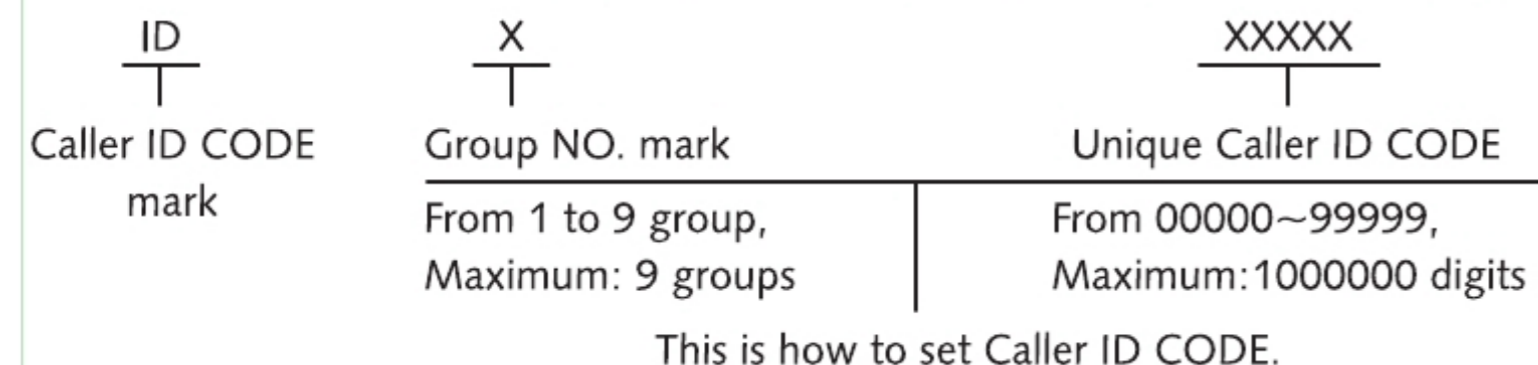 ID X XXXXX
Caller ID CODE Group NO. mark Unique Caller ID CODE
mark
From 1 to 9 group, From 00000~99999,
Maximum: 9 groups Maximum:1000000 digits
This is how to set Caller ID CODE.